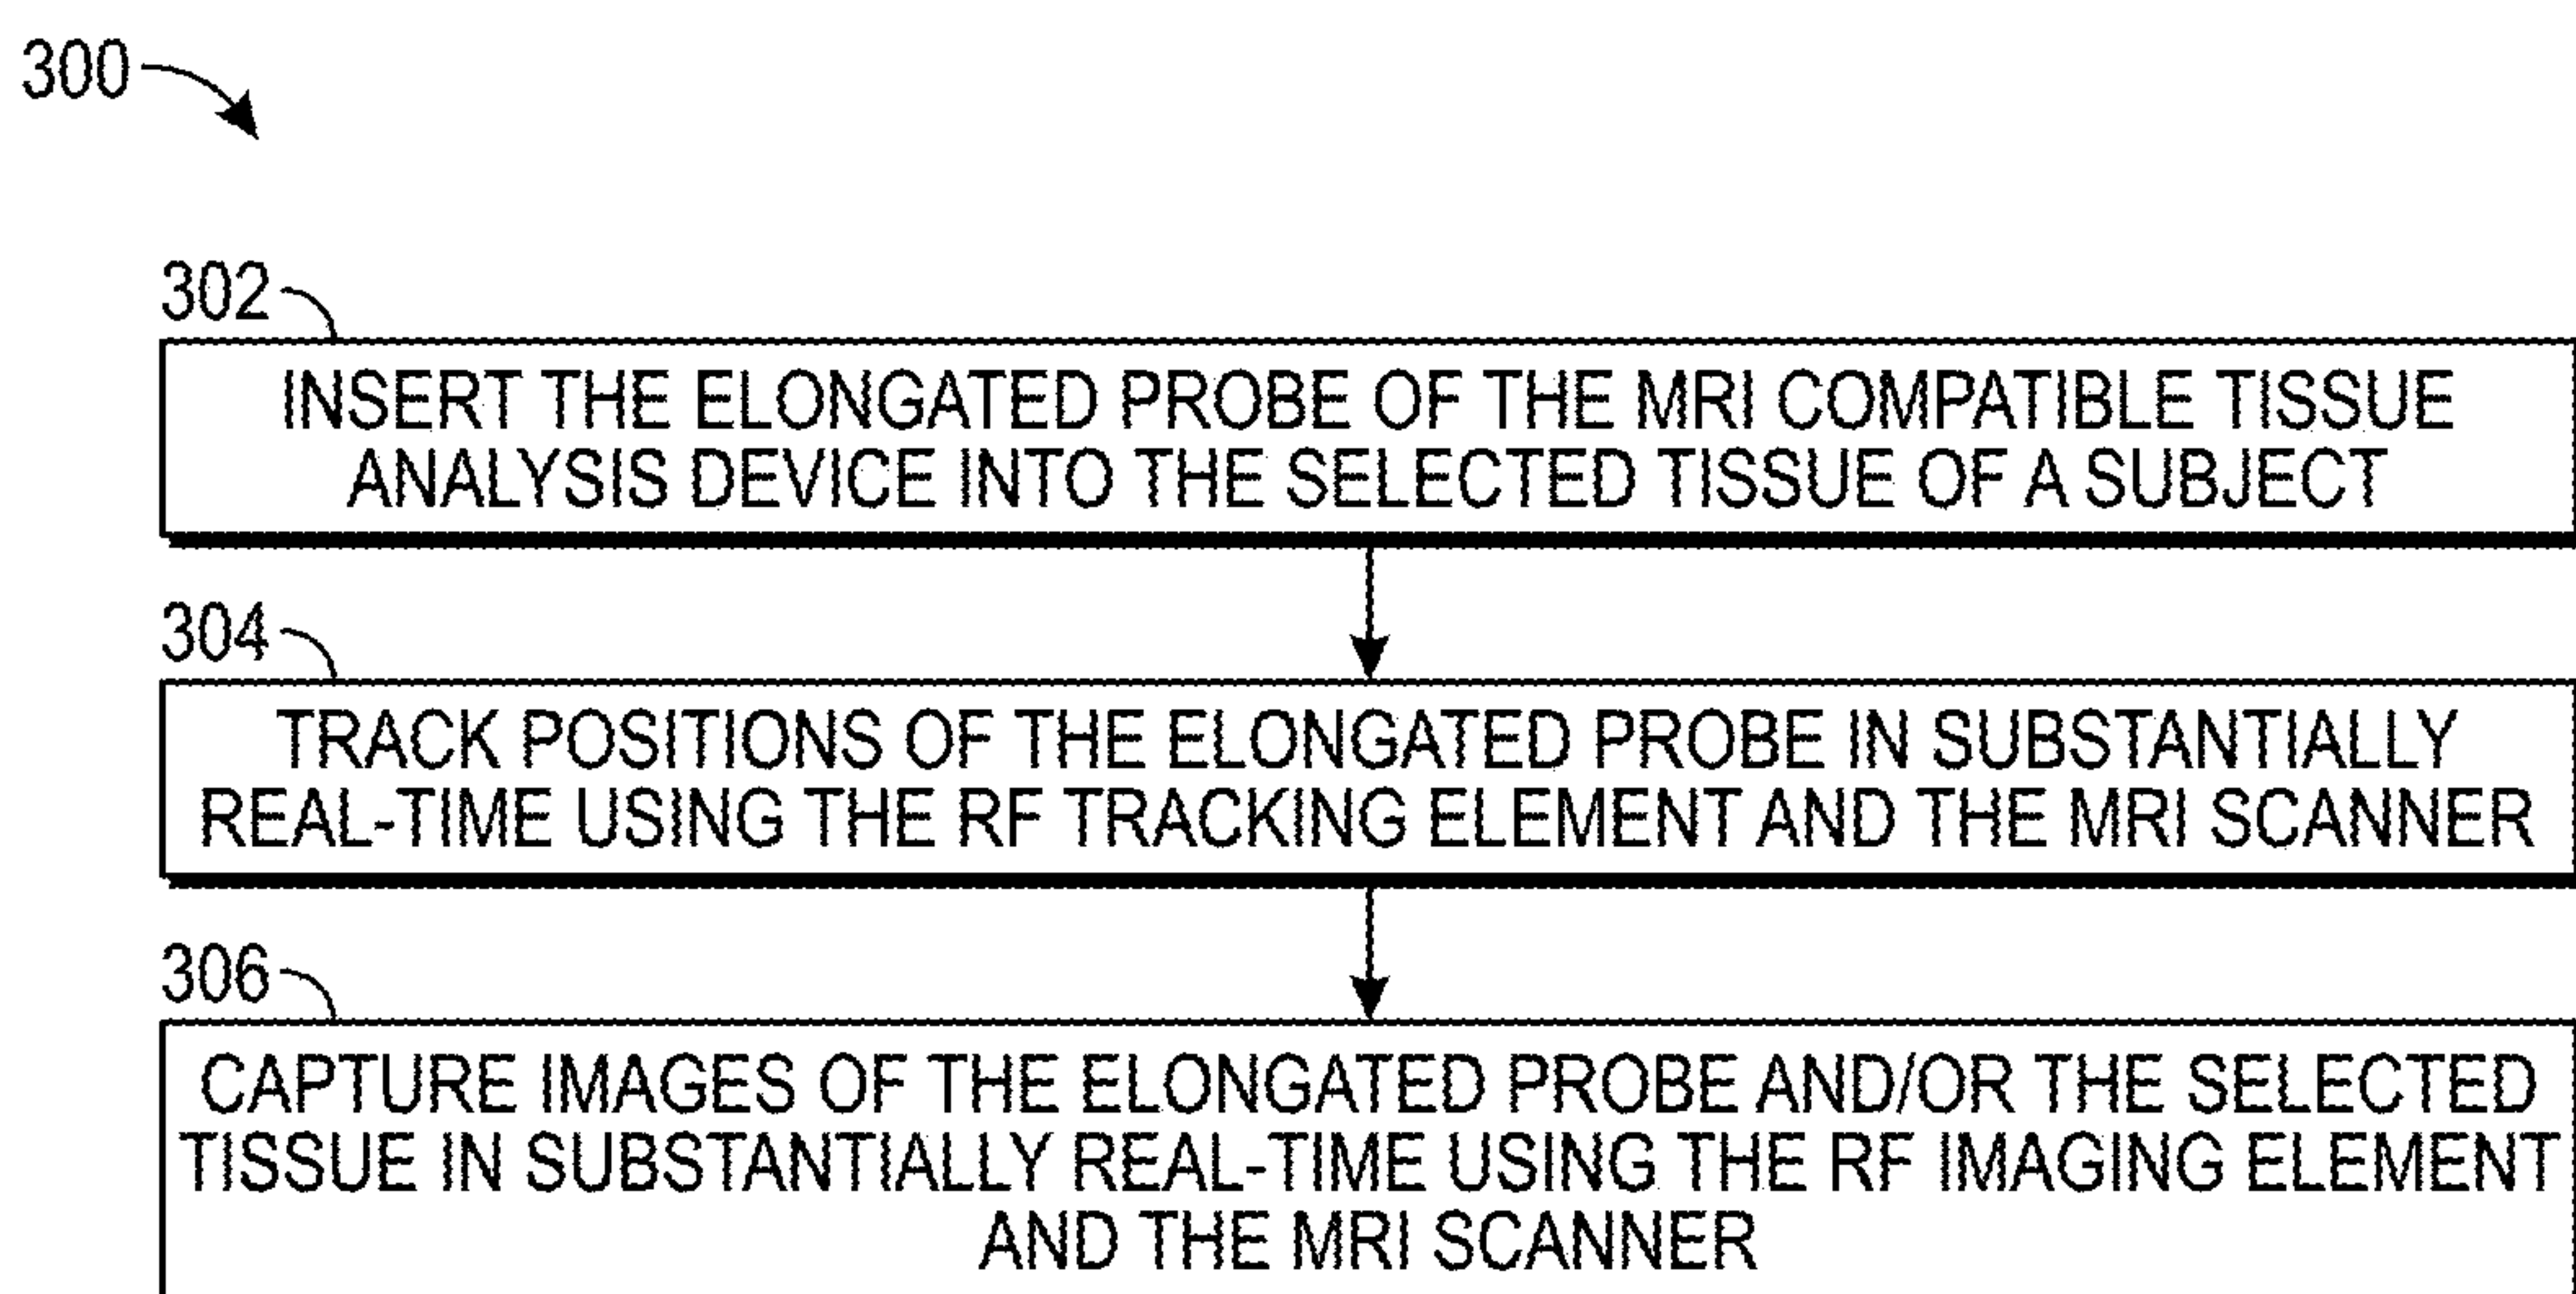 300
302
INSERT THE ELONGATED PROBE OF THE MRI COMPATIBLE TISSUE
ANALYSIS DEVICE INTO THE SELECTED TISSUE OF A SUBJECT
304
TRACK POSITIONS OF THE ELONGATED PROBE IN SUBSTANTIALLY
REAL-TIME USING THE RF TRACKING ELEMENT AND THE MRI SCANNER
306
CAPTURE IMAGES OF THE ELONGATED PROBE AND/OR THE SELECTED
TISSUE IN SUBSTANTIALLY REAL-TIME USING THE RF IMAGING ELEMENT
AND THE MRI SCANNER